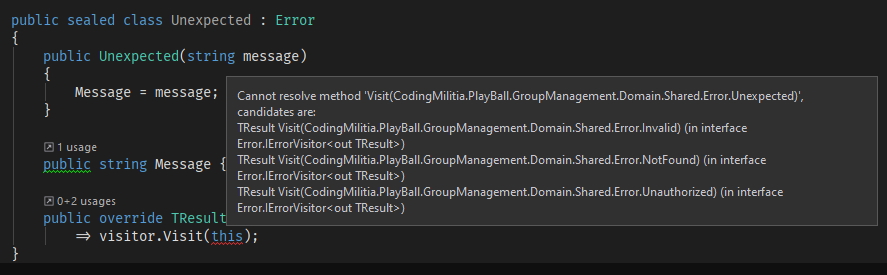 public sealed class Unexpected : Error
{
public Unexpected(string message)
{
Message = message;
}
1 usage
public string Message {
0+2 usages
public override TResult
=> visitor.Visit(this);
}
Cannot resolve method 'Visit(CodingMilitia.PlayBall.GroupManagement.Domain.Shared.Error.Unexpected)',
candidates are:
TResult Visit(CodingMilitia.PlayBall.GroupManagement.Domain.Shared.Error.Invalid) (in interface
Error.IErrorVisitor<out TResult>)
TResult Visit(CodingMilitia.PlayBall.GroupManagement.Domain.Shared.Error.NotFound) (in interface
Error.IErrorVisitor<out TResult>)
TResult Visit(CodingMilitia.PlayBall.GroupManagement.Domain.Shared.Error.Unauthorized) (in interface
Error.IErrorVisitor<out TResult>)